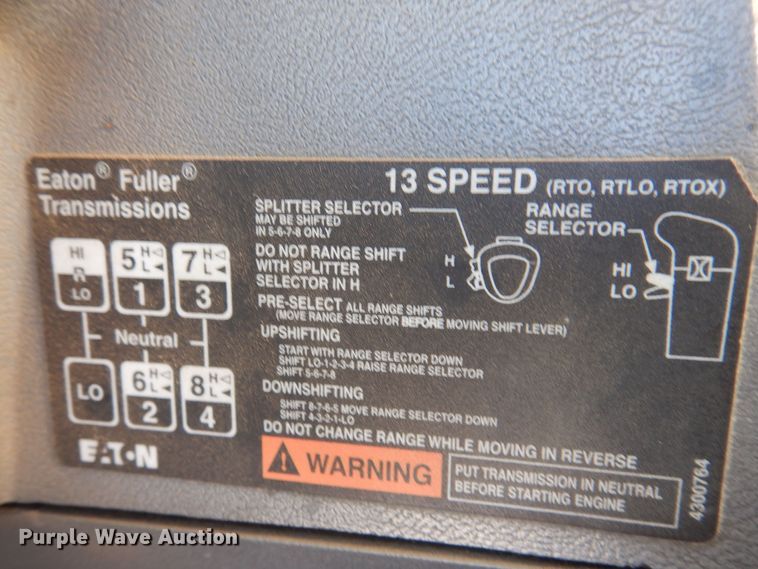 Eaton® Fuller®
Transmissions
13 SPEED (RTO, RTLO, RTOX)
SPLITTER SELECTOR
MAY BE SHIFTED
IN 5-6-7-8 ONLY
RANGE
SELECTOR
DO NOT RANGE SHIFT
WITH SPLITTER
SELECTOR IN H
H
L
HI
LO
X
HI
R
LO
5 H
L
1
7 H
L
3
Neutral
LO
6 H
L
2
8 H
L
4
PRE-SELECT ALL RANGE SHIFTS
(MOVE RANGE SELECTOR BEFORE MOVING SHIFT LEVER)
UPSHIFTING
START WITH RANGE SELECTOR DOWN
SHIFT LO-1-2-3-4 RAISE RANGE SELECTOR
SHIFT 5-6-7-8
DOWNSHIFTING
SHIFT 8-7-6-5 MOVE RANGE SELECTOR DOWN
SHIFT 4-3-2-1-LO
DO NOT CHANGE RANGE WHILE MOVING IN REVERSE
EATON
WARNING
PUT TRANSMISSION IN NEUTRAL
BEFORE STARTING ENGINE
4300764
Purple Wave Auction